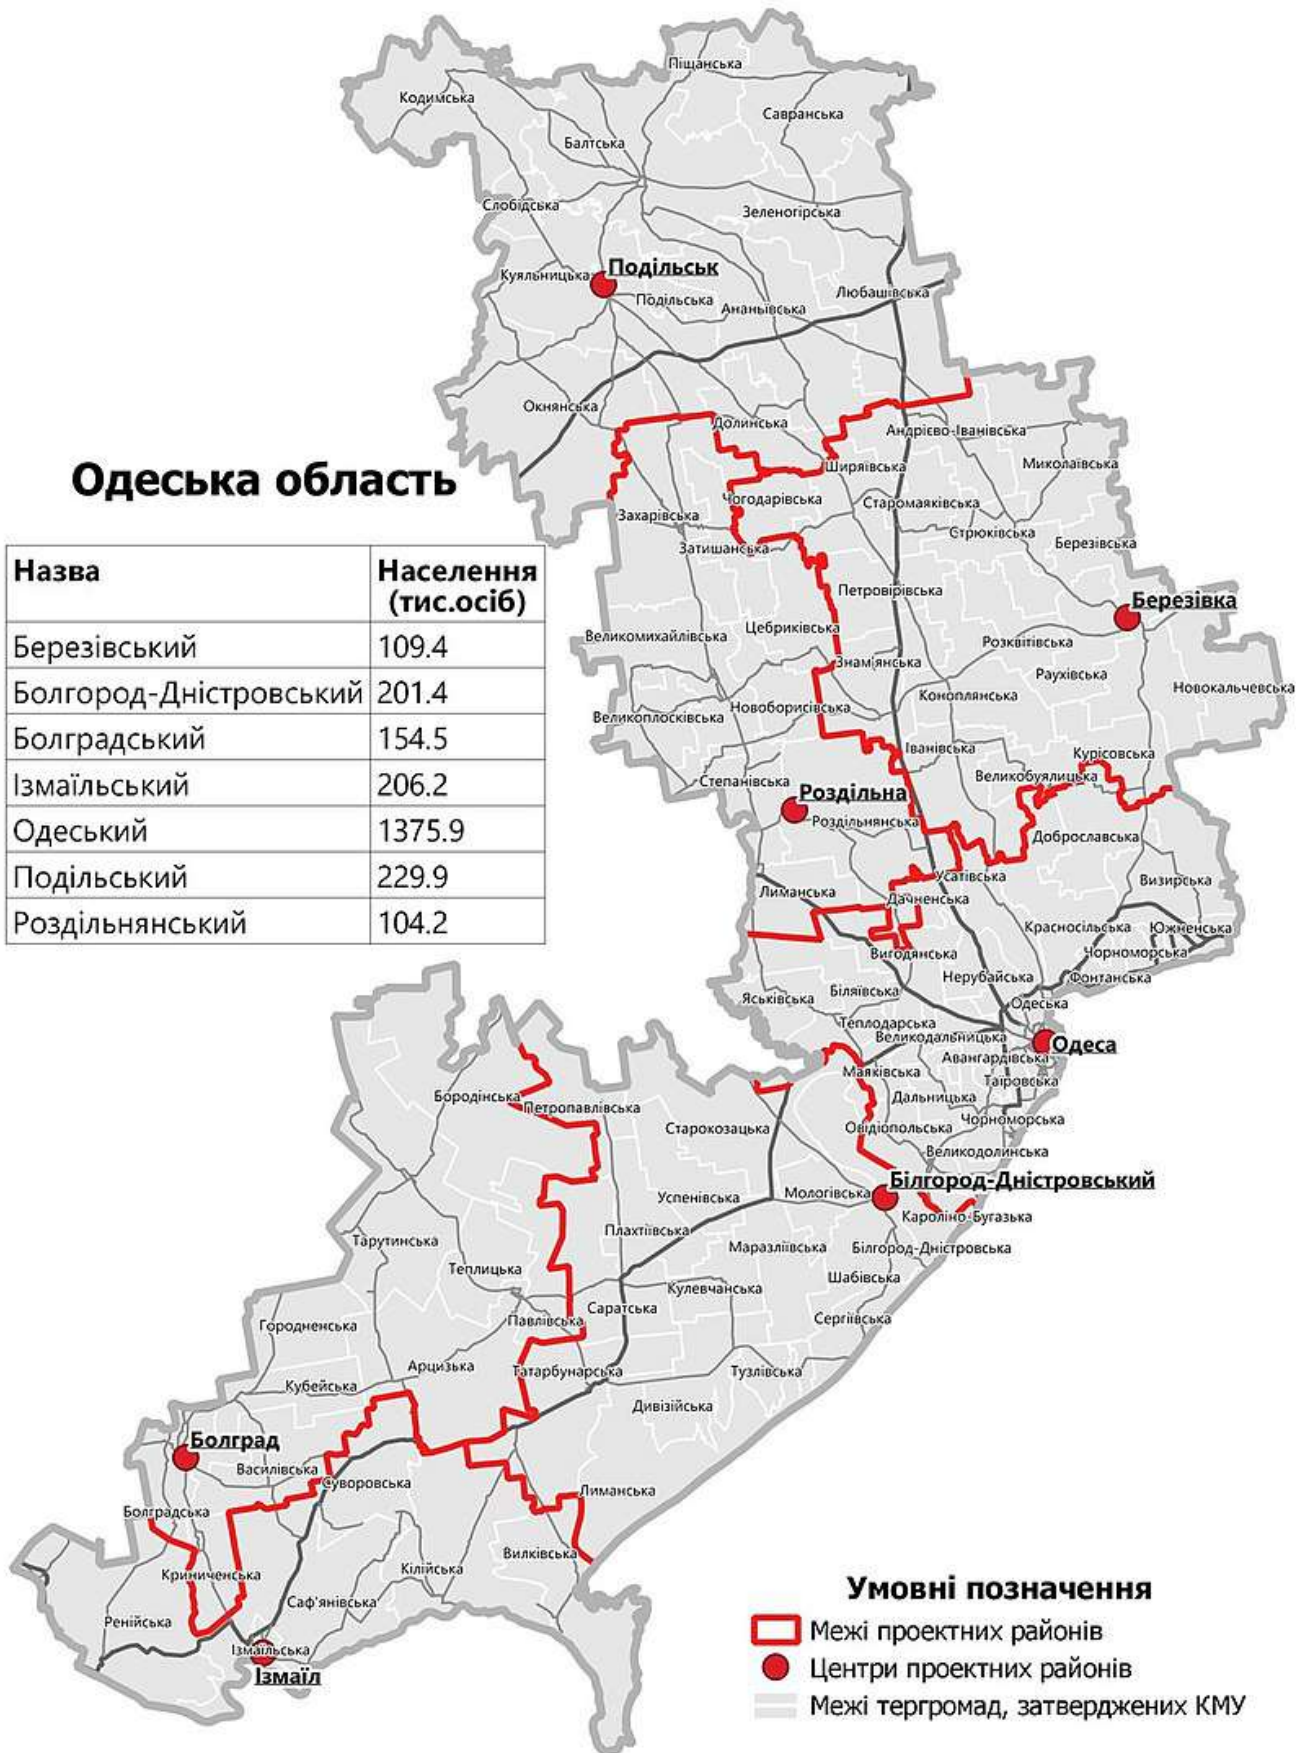 Піщанська
Кодимська
Савранська
Балтська
Слобідська
Зеленогірська
Подільськ
Куяльницька
Подільська
Любашівська
Ананьївська
Окнянська
Долинська
Андрієво-Іванівська
Ширяївська
Миколаївська
Одеська область
Чогодарівська
Старомаяківська
Захарівська
Стрюківська
Затишанська
Березівська
Назва Населення (тис.осіб)
Березівський 109.4
Болгород-Дністровський 201.4
Болградський 154.5
Ізмаїльський 206.2
Одеський 1375.9
Подільський 229.9
Роздільнянський 104.2
Петровірівська
Березівка
Цебриківська
Великомихайлівська
Розквітівська
Знам'янська
Раухівська
Новокальчевська
Коноплянська
Новоборисівська
Великоплосківська
Іванівська
Курісовська
Великобуялицька
Степанівська
Роздільна
Роздільнянська
Доброславська
Усатівська
Визирська
Лиманська
Дачненська
Красносільська
Южненська
Вигодянська
Чорноморська
Нерубайська
Фонтанська
Біляївська
Яськівська
Одеська
Теплодарська
Великодальницька
Одеса
Авангардівська
Маяківська
Таїровська
Дальницька
Бородінська
Петропавлівська
Чорноморська
Старокозацька
Овідіопольська
Великодолинська
Білгород-Дністровський
Мологівська
Успенівська
Кароліно-Бугазька
Плахтіївська
Тарутинська
Маразліївська
Білгород-Дністровська
Теплицька
Шабівська
Кулевчанська
Саратська
Павлівська
Сергіївська
Городненська
Арцизька
Татарбунарська
Тузлівська
Кубейська
Дивізійська
Болград
Василівська
Суворовська
Лиманська
Болградська
Вилківська
Кілійська
Криниченська
Саф'янівська
Ренійська
Ізмаїльська
Ізмаїл
Умовні позначення
Межі проектних районів
Центри проектних районів
Межі тергромад, затверджених КМУ